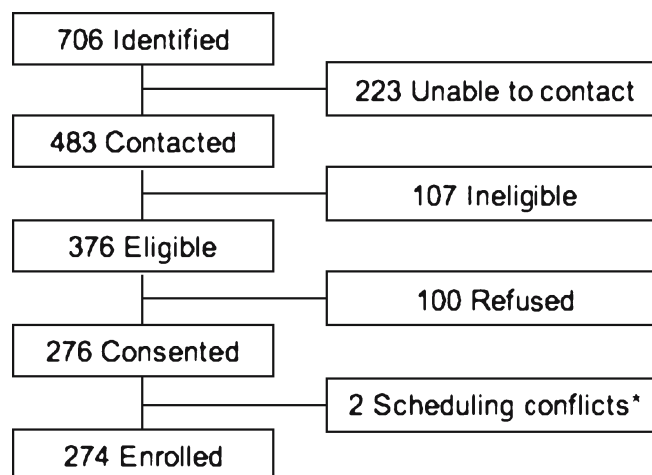 706 Identified
223 Unable to contact
483 Contacted
107 Ineligible
376 Eligible
100 Refused
276 Consented
2 Scheduling conflicts*
274 Enrolled